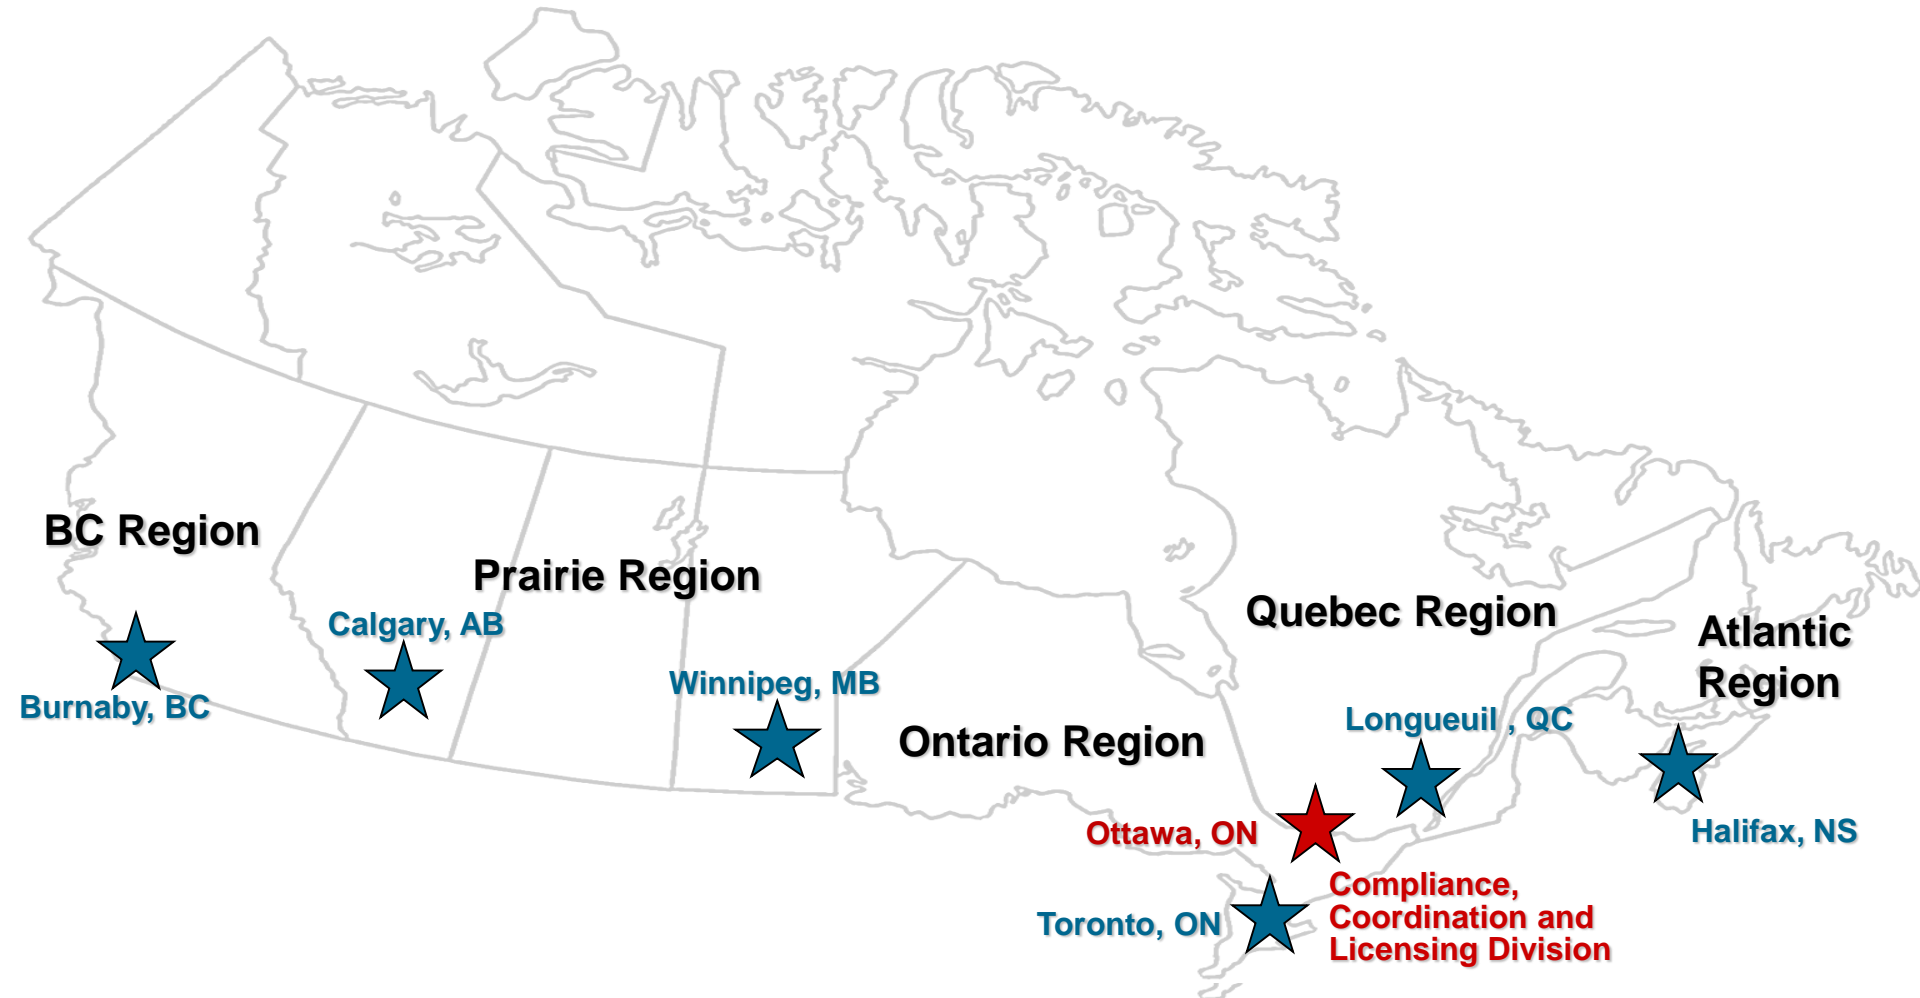 BC Region
Prairie Region
Quebec Region
Calgary, AB
Atlantic
Region
Winnipeg, MB
Burnaby, BC
Longueuil , QC
Ontario Region
Ottawa, ON
Halifax, NS
Compliance,
Coordination and
Licensing Division
Toronto, ON